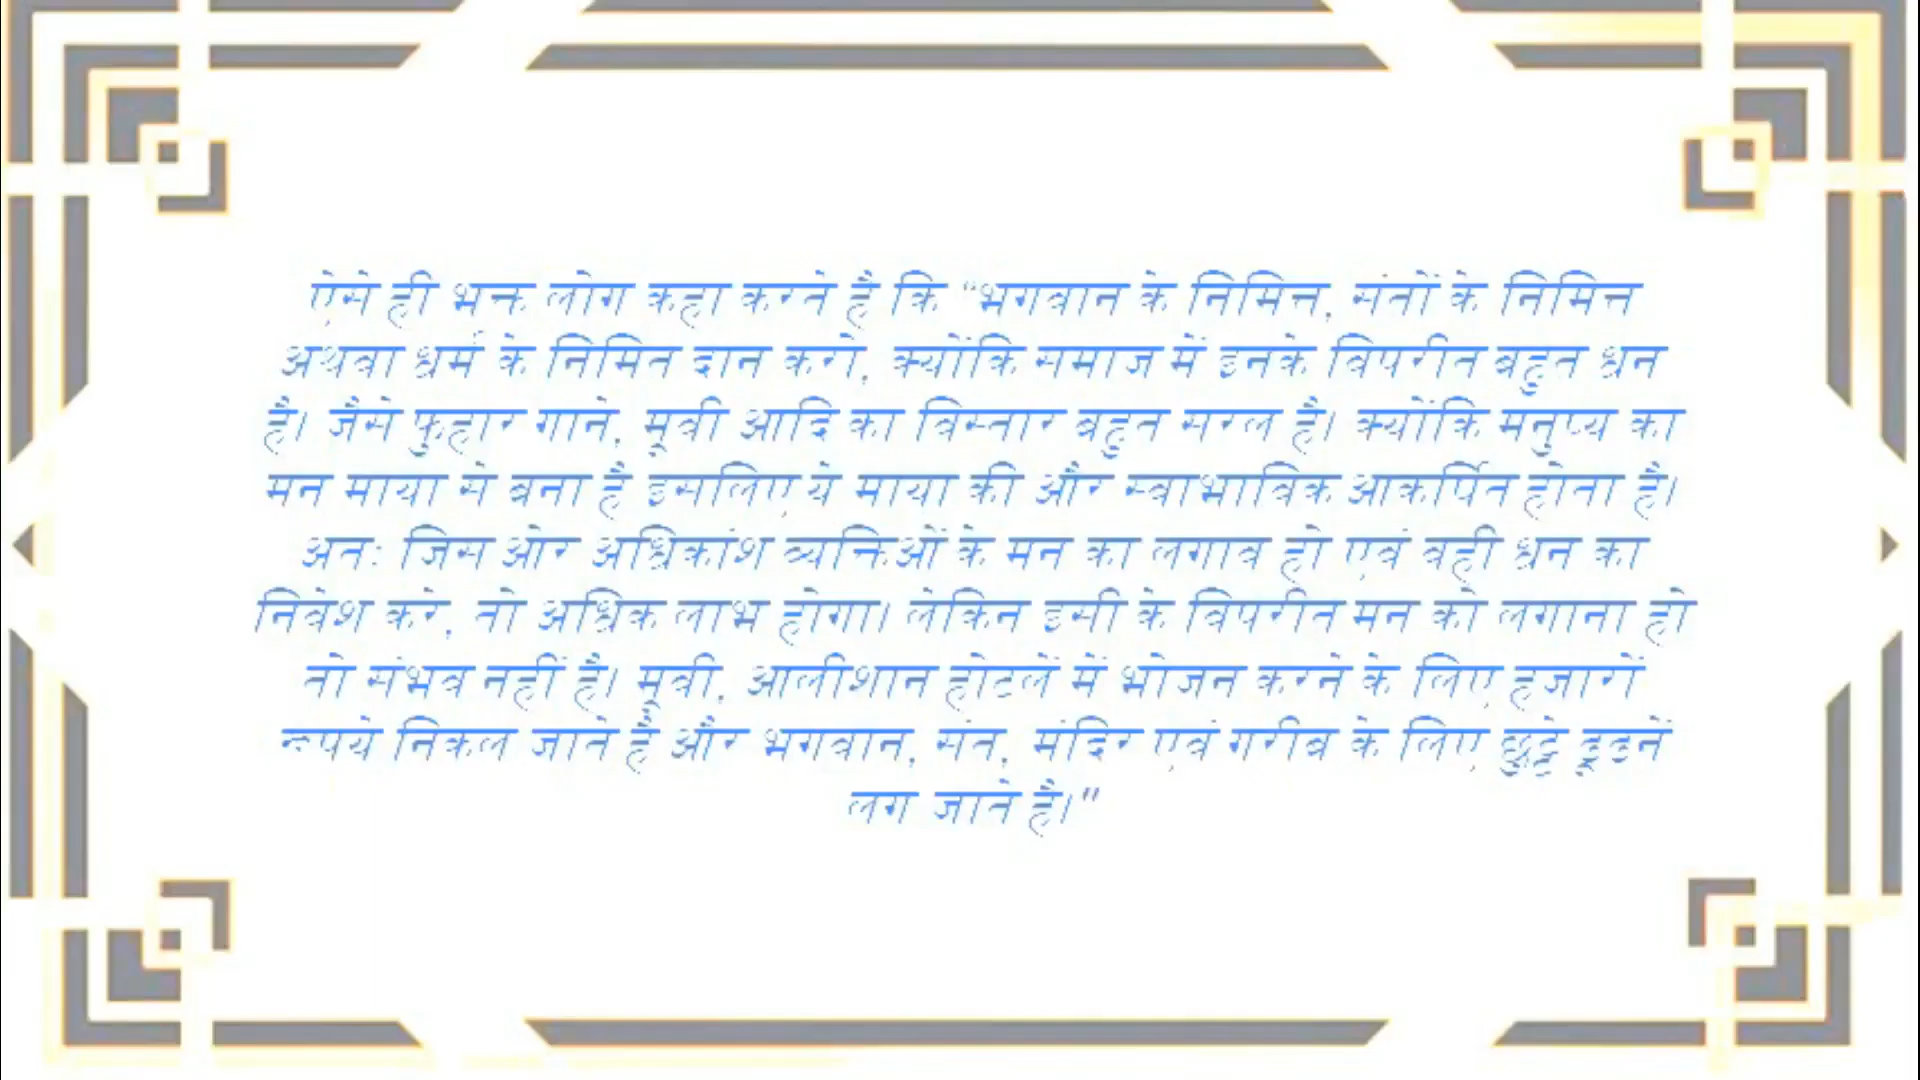 ऐसे ही भक्त लोग कहा करते है कि "भगवान के निमित्त, संतों के निमित्त
अथवा धर्म के निमित दान करो, क्योंकि समाज में इनके विपरीत बहुत धन
है। जैसे फुहार गाने, मूवी आदि का विस्तार बहुत सरल है। क्योंकि मनुष्य का
मन माया से बना है इसलिए ये माया की और स्वाभाविक आकर्षित होता है।
अतः जिस ओर अधिकांश व्यक्तिओं के मन का लगाव हो एवं वही धन का
निवेश करे, तो अधिक लाभ होगा। लेकिन इसी के विपरीत मन को लगाना हो
तो संभव नहीं है। मूवी, आलीशान होटलें में भोजन करने के लिए हजारों
रूपये निकल जाते हैं और भगवान, संत, मंदिर एवं गरीब के लिए छुट्टे ढूढनें
लग जाते है।"